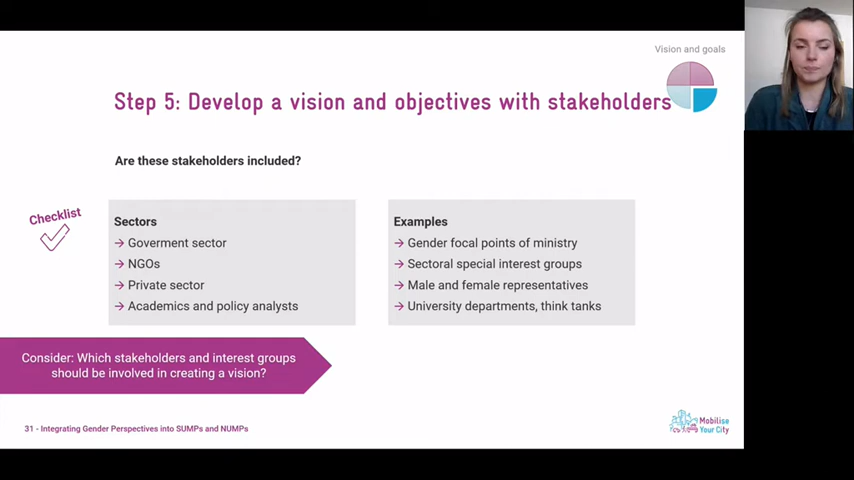 Vision and goals
Step 5: Develop a vision and objectives with stakeholders
Are these stakeholders included?
Checklist
Sectors
→ Goverment sector
→ NGOs
→ Private sector
→ Academics and policy analysts
Examples
→ Gender focal points of ministry
→ Sectoral special interest groups
→ Male and female representatives
→ University departments, think tanks
Consider: Which stakeholders and interest groups
should be involved in creating a vision?
31 - Integrating Gender Perspectives into SUMPs and NUMPs
Mobilise
Your City